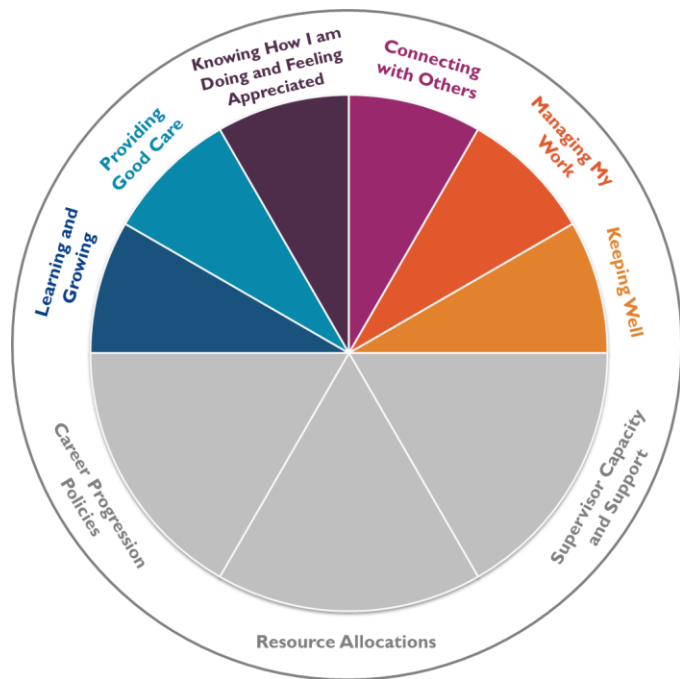 Knowing How I am
Doing and Feeling
Appreciated
Connecting
with Others
Managing My
Work
Keeping Well
Supervisor Capacity
and Support
Resource Allocations
Career Progression
Policies
Learning and
Growing
Providing
Good Care